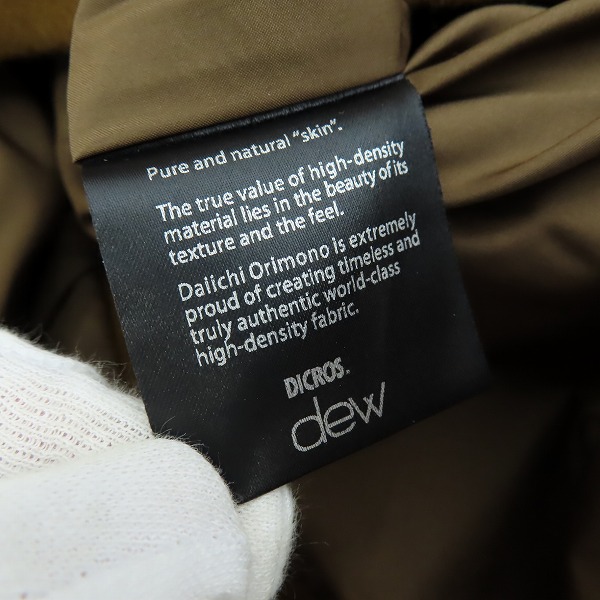 Pure and natural "skin".
The true value of high-density
material lies in the beauty of its
texture and the feel.
Daiichi Orimono is extremely
proud of creating timeless and
truly authentic world-class
high-density fabric.
DICROS.
dew